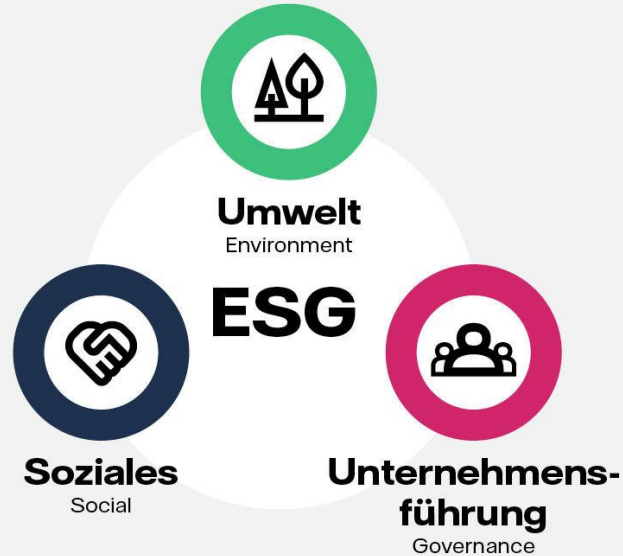 Umwelt
Environment
ESG
Soziales
Social
Unternehmens-
führung
Governance